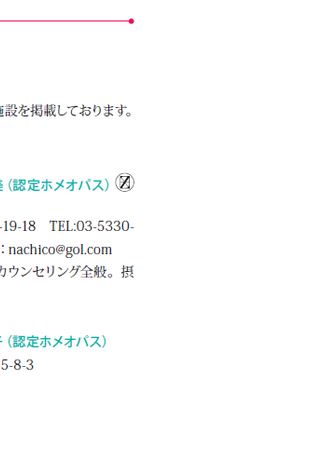 施設を掲載しております。
（認定ホメオパス）
-19-18　TEL:03-5330-
: nachico@gol.com
カウンセリング全般。摂
（認定ホメオパス）
5-8-3